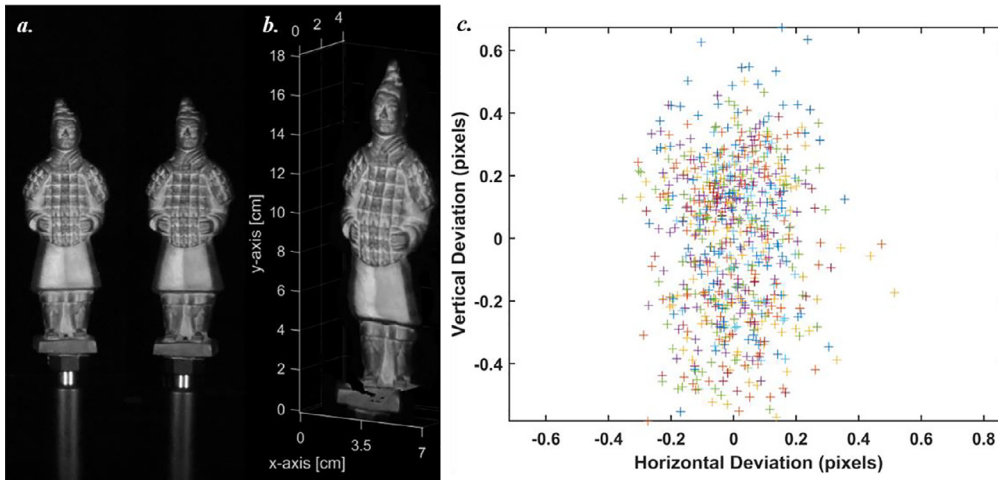 a.
b.
0 2 4
18
16
14
12
10
8
6
4
2
0
y-axis [cm]
0 3.5 7
x-axis [cm]
c.
0.6
0.4
0.2
0
-0.2
-0.4
Vertical Deviation (pixels)
-0.6 -0.4 -0.2 0 0.2 0.4 0.6 0.8
Horizontal Deviation (pixels)